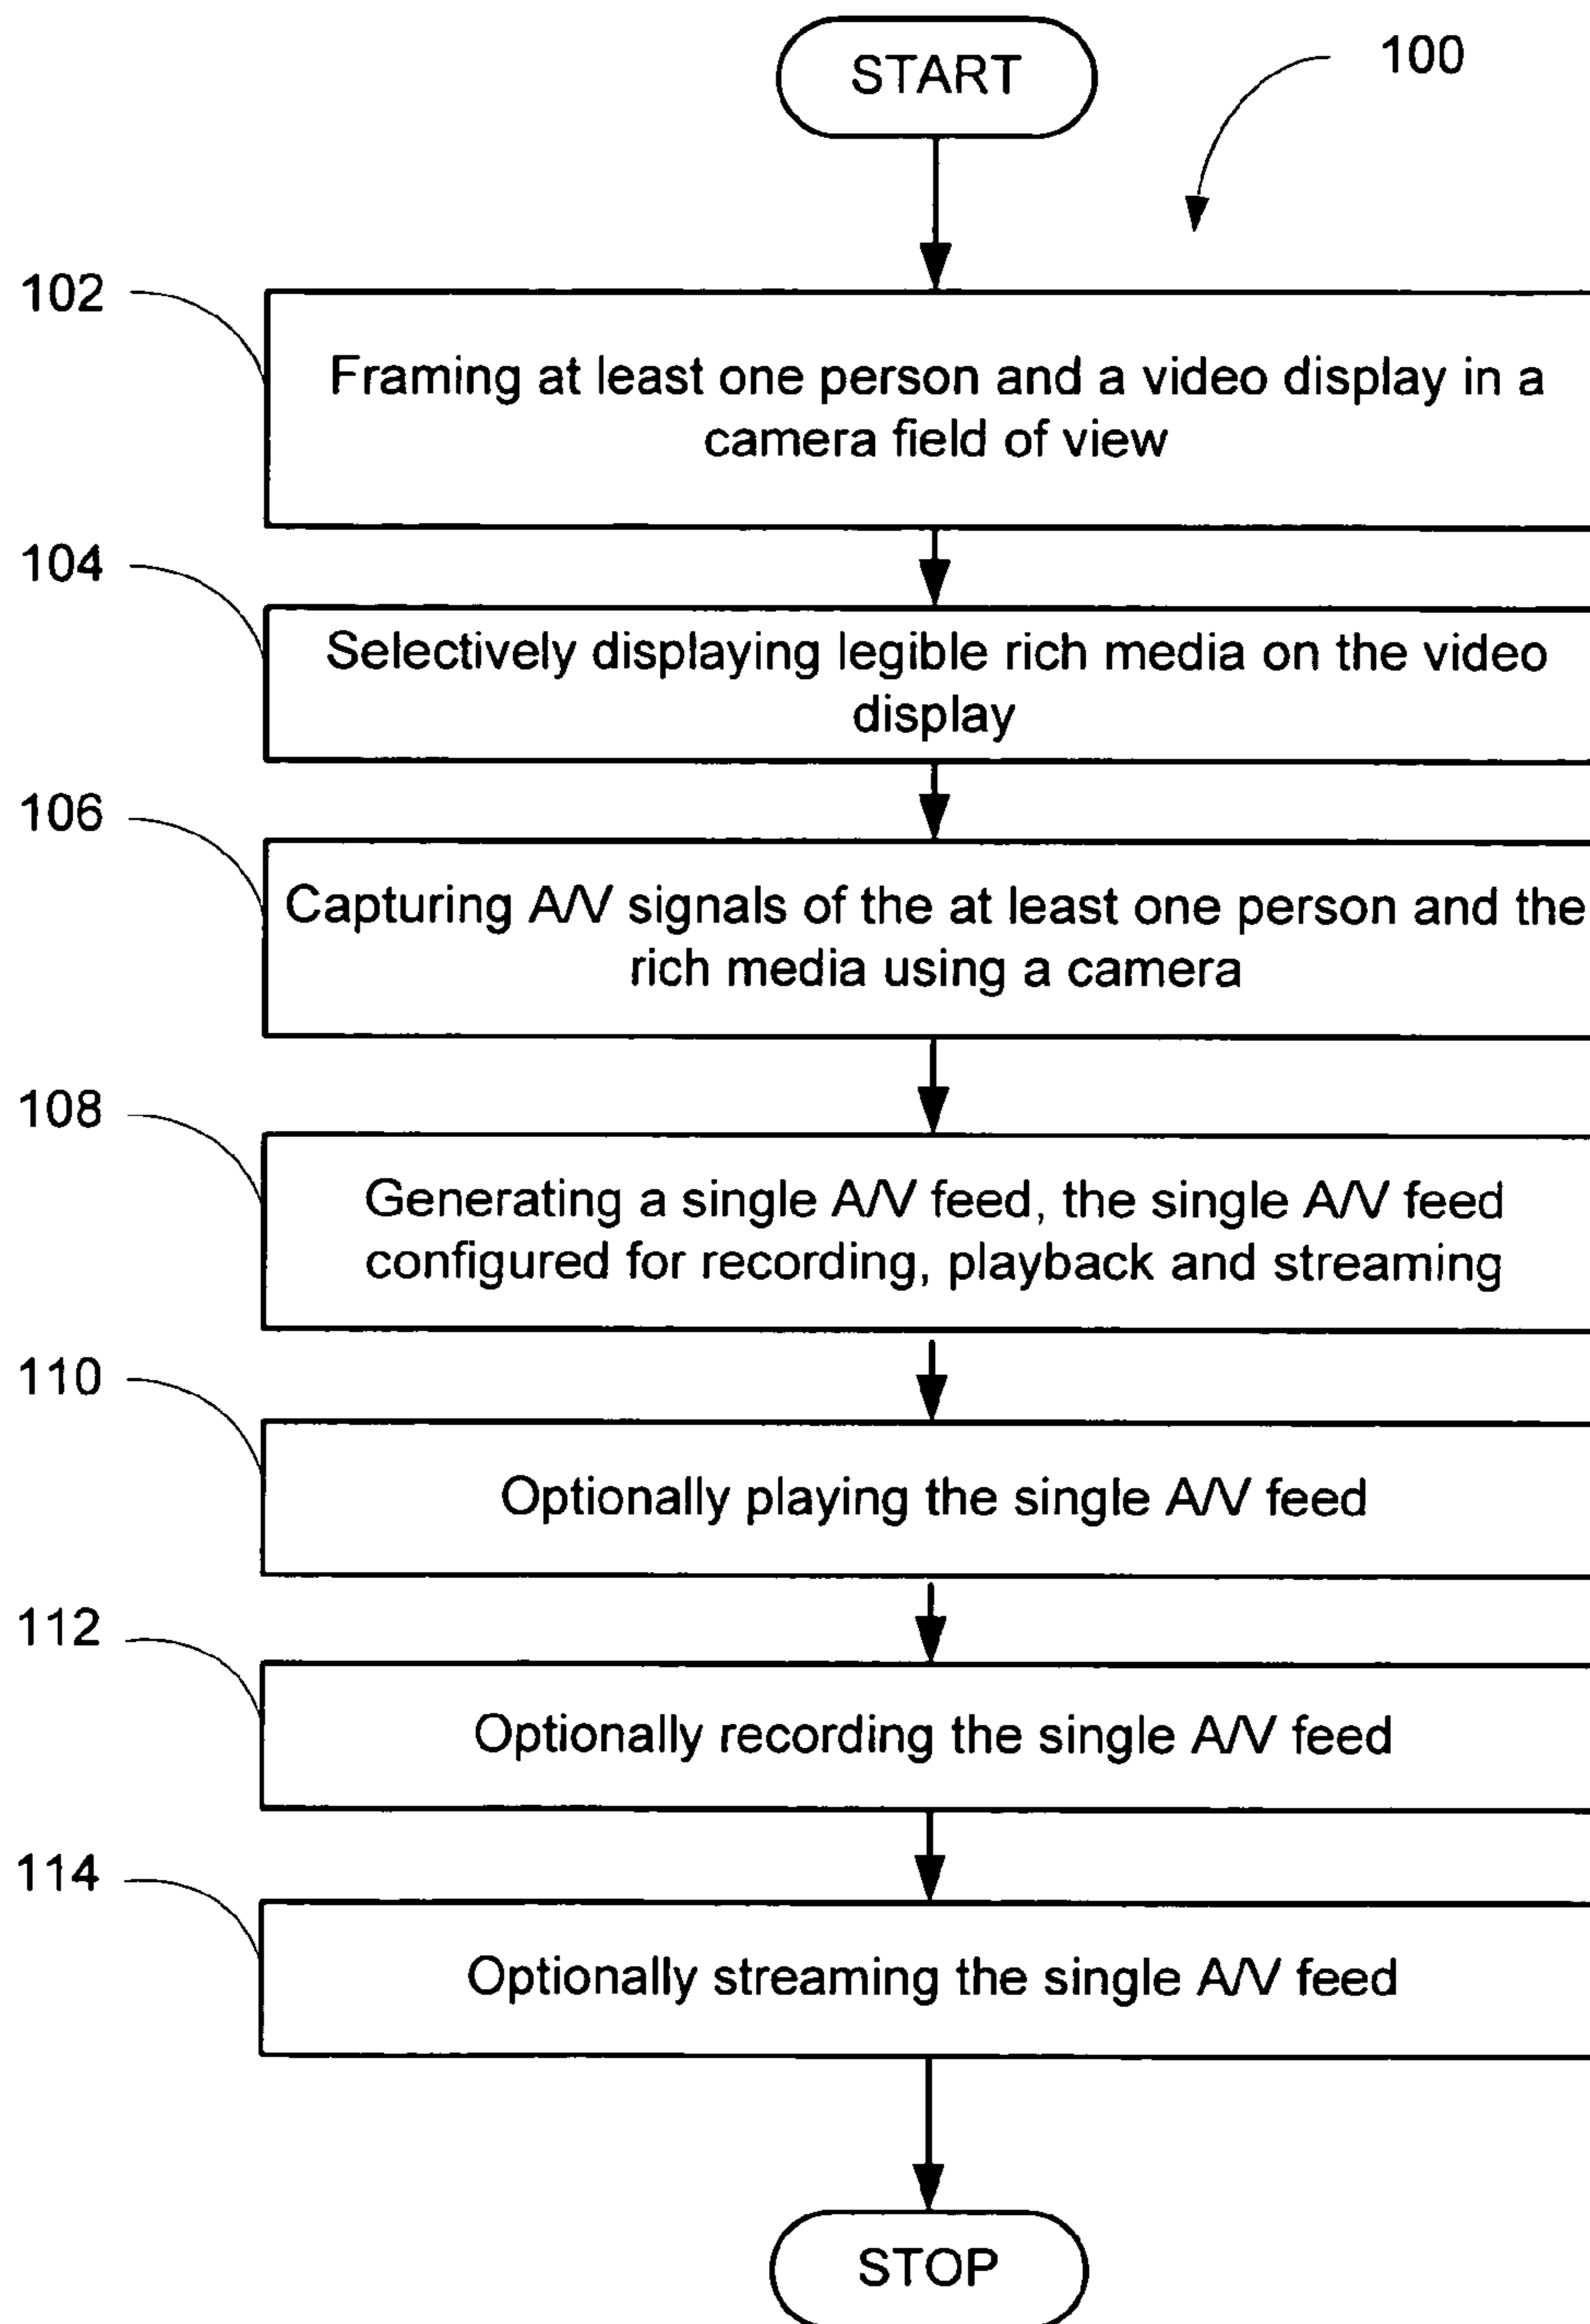 START
100
102
Framing at least one person and a video display in a
camera field of view
104
Selectively displaying legible rich media on the video
display
106
Capturing A/V signals of the at least one person and the
rich media using a camera
108
Generating a single A/V feed, the single A/V feed
configured for recording, playback and streaming
110
Optionally playing the single A/V feed
112
Optionally recording the single A/V feed
114
Optionally streaming the single A/V feed
STOP